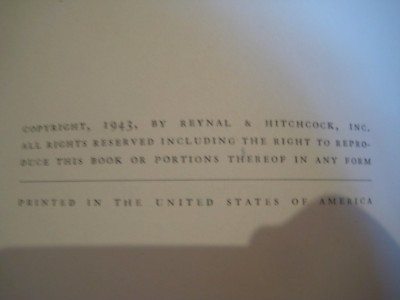 COPYRIGHT, 1943, BY REYNAL & HITCHCOCK, INC.
ALL RIGHTS RESERVED INCLUDING THE RIGHT TO REPRO-
DUCE THIS BOOK OR PORTIONS THEREOF IN ANY FORM
PRINTED IN THE UNITED STATES OF AMERICA